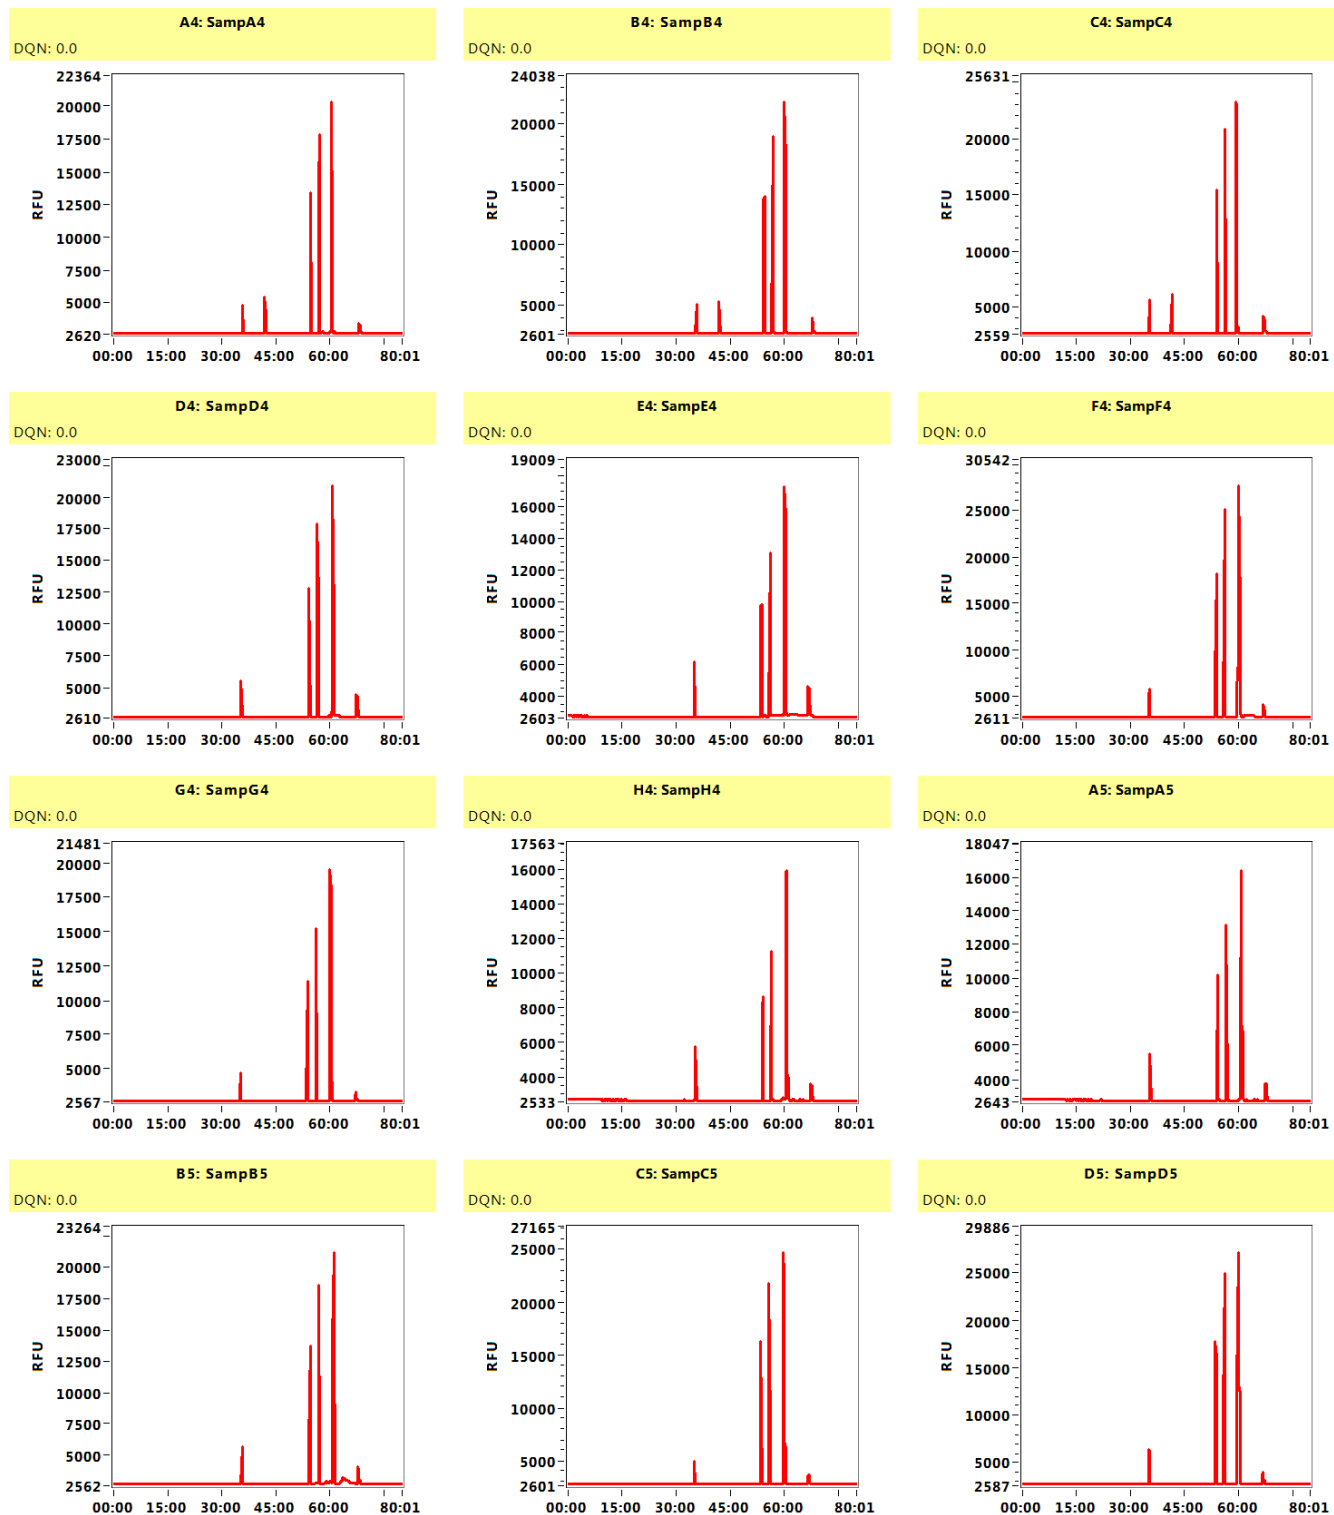 A4: SampA4
DQN: 0.0
22364
20000
17500
15000
12500
10000
7500
5000
2620
RFU
00:00 15:00 30:00 45:00 60:00 80:01
B4: SampB4
DQN: 0.0
24038
20000
15000
10000
5000
2601
RFU
00:00 15:00 30:00 45:00 60:00 80:01
C4: SampC4
DQN: 0.0
25631
20000
15000
10000
5000
2559
RFU
00:00 15:00 30:00 45:00 60:00 80:01
D4: SampD4
DQN: 0.0
23000
20000
17500
15000
12500
10000
7500
5000
2610
RFU
00:00 15:00 30:00 45:00 60:00 80:01
E4: SampE4
DQN: 0.0
19009
16000
14000
12000
10000
8000
6000
4000
2603
RFU
00:00 15:00 30:00 45:00 60:00 80:01
F4: SampF4
DQN: 0.0
30542
25000
20000
15000
10000
5000
2611
RFU
00:00 15:00 30:00 45:00 60:00 80:01
G4: SampG4
DQN: 0.0
21481
20000
17500
15000
12500
10000
7500
5000
2567
RFU
00:00 15:00 30:00 45:00 60:00 80:01
H4: SampH4
DQN: 0.0
17563
16000
14000
12000
10000
8000
6000
4000
2533
RFU
00:00 15:00 30:00 45:00 60:00 80:01
A5: SampA5
DQN: 0.0
18047
16000
14000
12000
10000
8000
6000
4000
2643
RFU
00:00 15:00 30:00 45:00 60:00 80:01
B5: SampB5
DQN: 0.0
23264
20000
17500
15000
12500
10000
7500
5000
2562
RFU
00:00 15:00 30:00 45:00 60:00 80:01
C5: SampC5
DQN: 0.0
27165
25000
20000
15000
10000
5000
2601
RFU
00:00 15:00 30:00 45:00 60:00 80:01
D5: SampD5
DQN: 0.0
29886
25000
20000
15000
10000
5000
2587
RFU
00:00 15:00 30:00 45:00 60:00 80:01